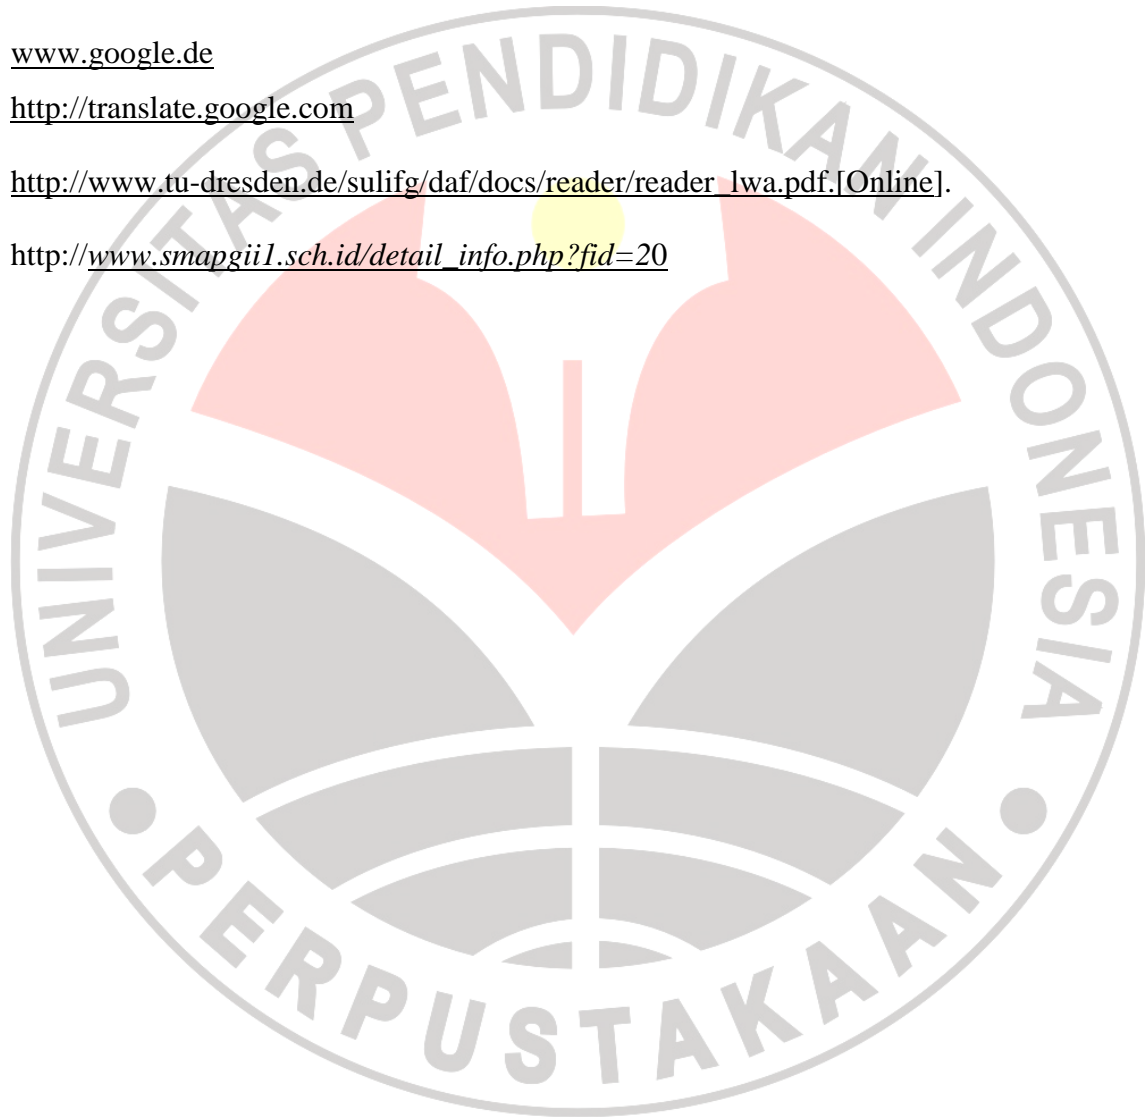 www.google.de
http://translate.google.com
http://www.tu-dresden.de/sulifg/daf/docs/reader/reader_lwa.pdf.[Online].
http://www.smapgii1.sch.id/detail_info.php?fid=20
UNIVERSITAS PENDIDIKAN INDONESIA
PERPUSTAKAAN